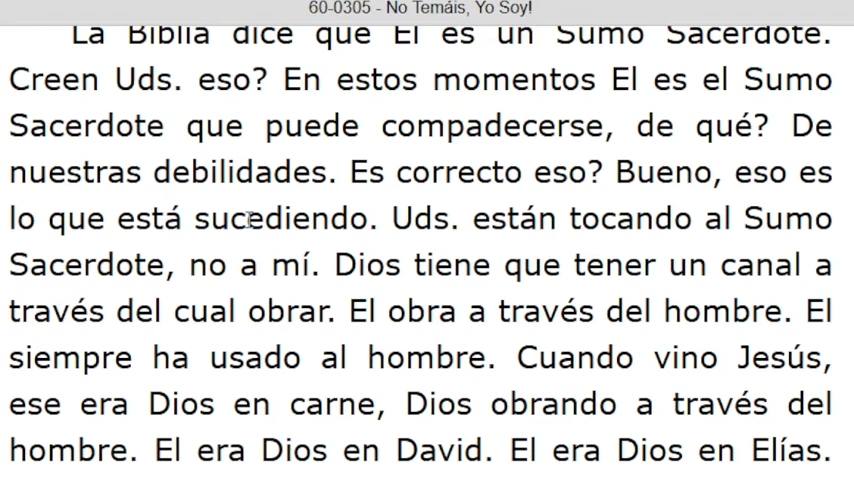 60-0305 - No Temáis, Yo Soy!
La Biblia dice que El es un Sumo Sacerdote.
Creen Uds. eso? En estos momentos El es el Sumo
Sacerdote que puede compadecerse, de qué? De
nuestras debilidades. Es correcto eso? Bueno, eso es
lo que está sucediendo. Uds. están tocando al Sumo
Sacerdote, no a mí. Dios tiene que tener un canal a
través del cual obrar. El obra a través del hombre. El
siempre ha usado al hombre. Cuando vino Jesús,
ese era Dios en carne, Dios obrando a través del
hombre. El era Dios en David. El era Dios en Elías.